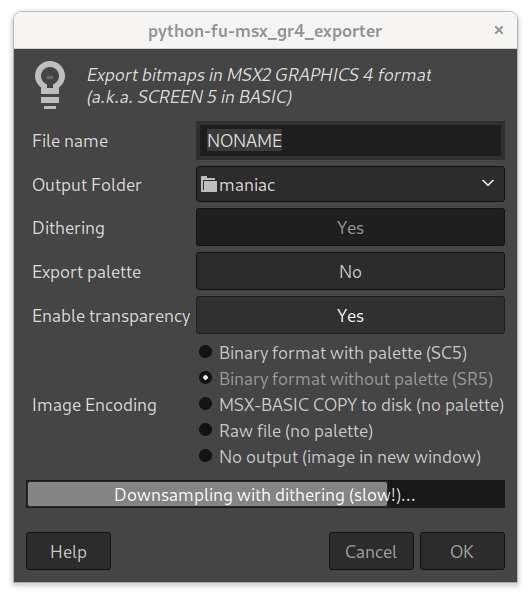 python-fu-msx_gr4_exporter
×
Export bitmaps in MSX2 GRAPHICS 4 format
(a.k.a. SCREEN 5 in BASIC)
File name
NONAME
Output Folder
maniac
Dithering
Yes
Export palette
No
Enable transparency
Yes
Image Encoding
Binary format with palette (SC5)
Binary format without palette (SR5)
MSX-BASIC COPY to disk (no palette)
Raw file (no palette)
No output (image in new window)
Downsampling with dithering (slow!)...
Help
Cancel
OK